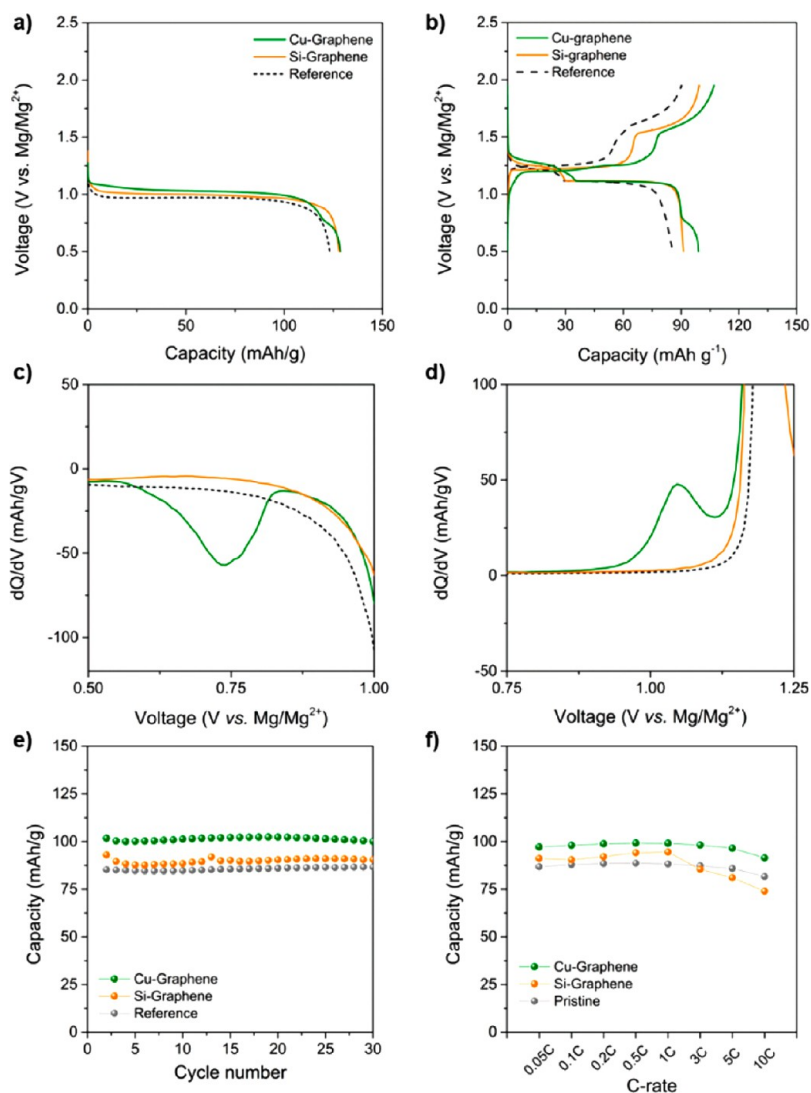 a)
2.5
2.0
1.5
1.0
0.5
0.0
Voltage (V vs. Mg/Mg²⁺)
Cu-Graphene
Si-Graphene
Reference
0
50
100
150
Capacity (mAh/g)
b)
2.5
2.0
1.5
1.0
0.5
0.0
Voltage (V vs. Mg/Mg²⁺)
Cu-graphene
Si-graphene
Reference
0
30
60
90
120
150
Capacity (mAh g⁻¹)
c)
50
0
-50
-100
dQ/dV (mAh/gV)
0.50
0.75
1.00
Voltage (V vs. Mg/Mg²⁺)
d)
100
50
0
-50
dQ/dV (mAh/gV)
0.75
1.00
1.25
Voltage (V vs. Mg/Mg²⁺)
e)
150
125
100
75
50
25
0
Capacity (mAh/g)
Cu-Graphene
Si-Graphene
Reference
0
5
10
15
20
25
30
Cycle number
f)
150
125
100
75
50
25
0
Capacity (mAh/g)
Cu-Graphene
Si-Graphene
Pristine
0.05C
0.1C
0.2C
0.5C
1C
3C
5C
10C
C-rate